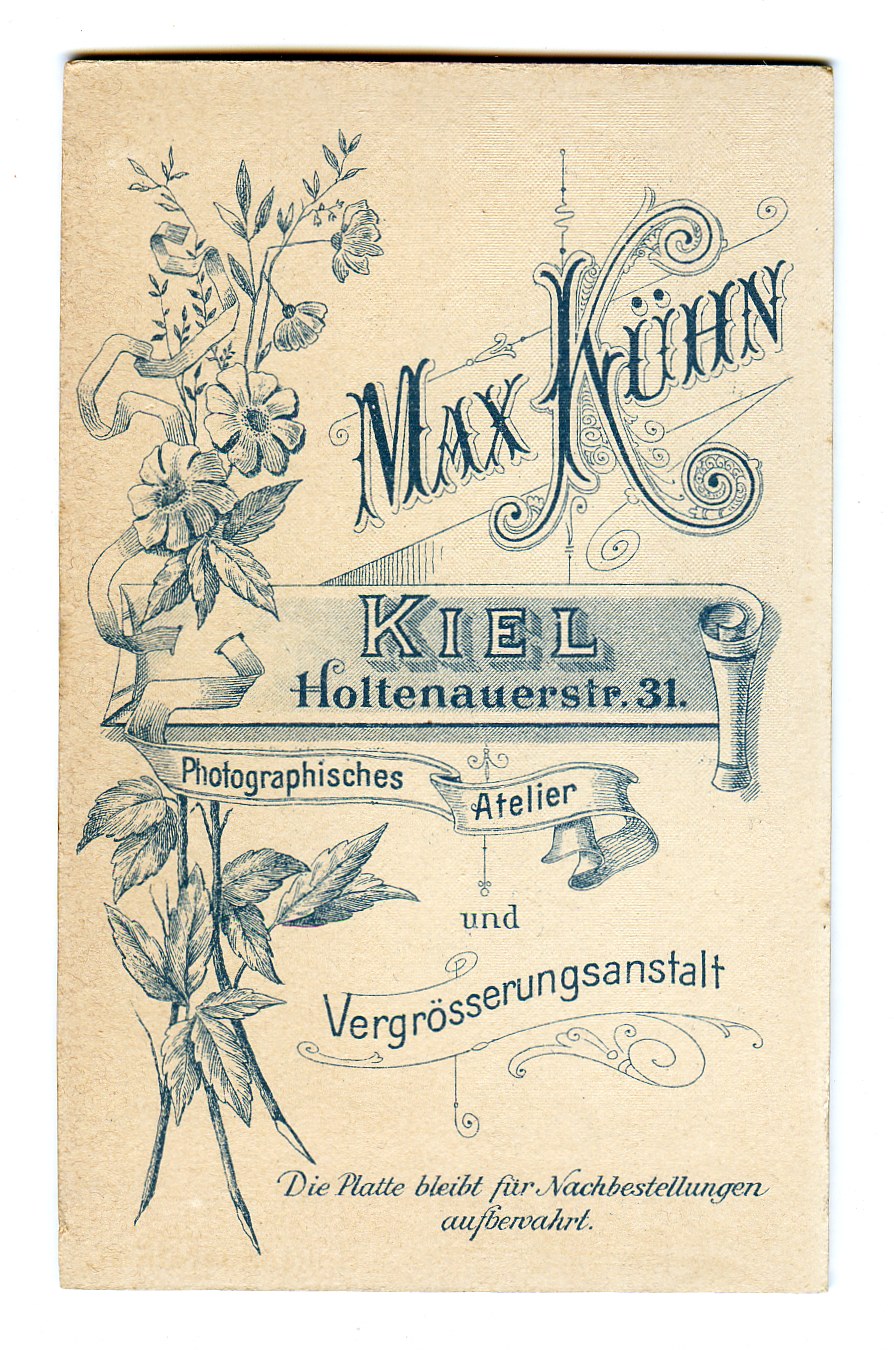 MAX KÜHN
KIEL
Holtenauerstr. 31.
Photographisches
Atelier
und
Vergrösserungsanstalt
Die Platte bleibt für Nachbestellungen
aufbewahrt.